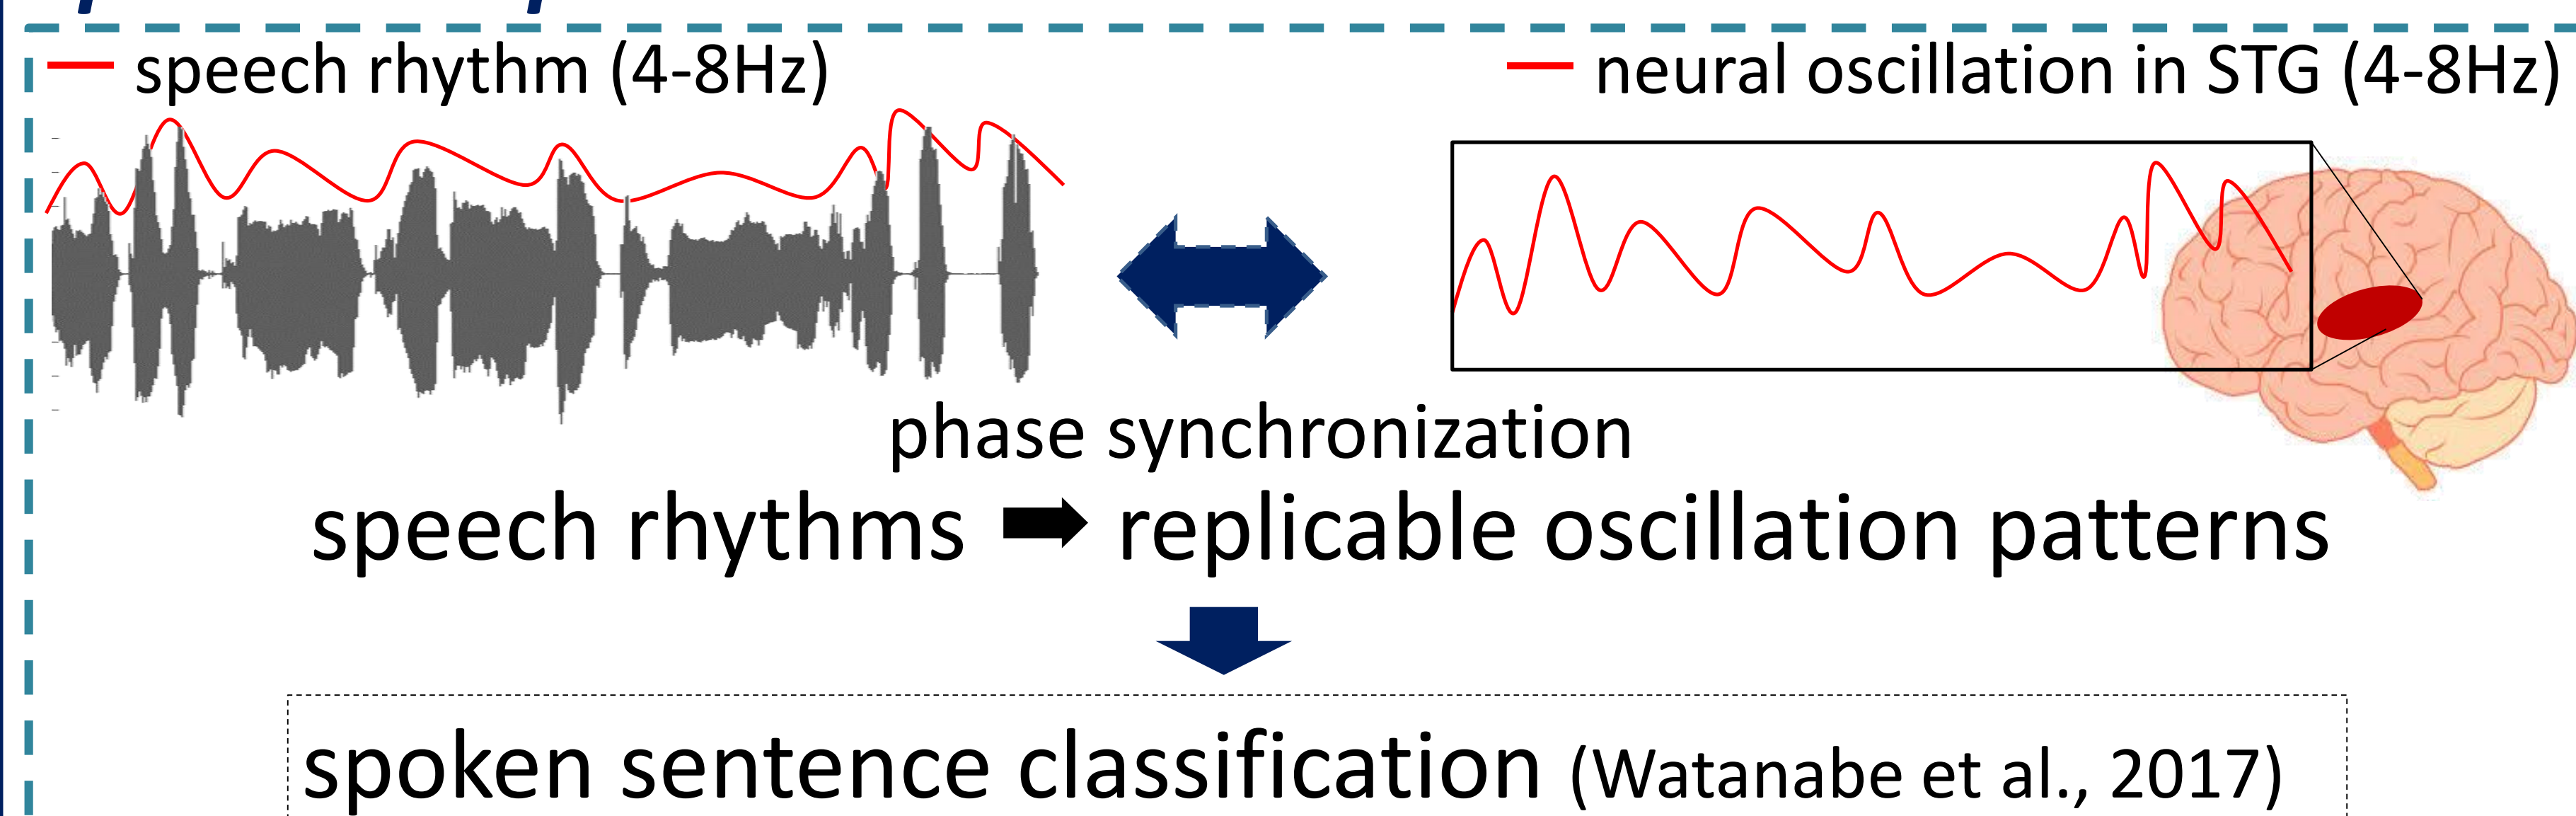 speech rhythm (4-8Hz)
neural oscillation in STG (4-8Hz)
phase synchronization
speech rhythms ➡ replicable oscillation patterns
spoken sentence classification (Watanabe et al., 2017)